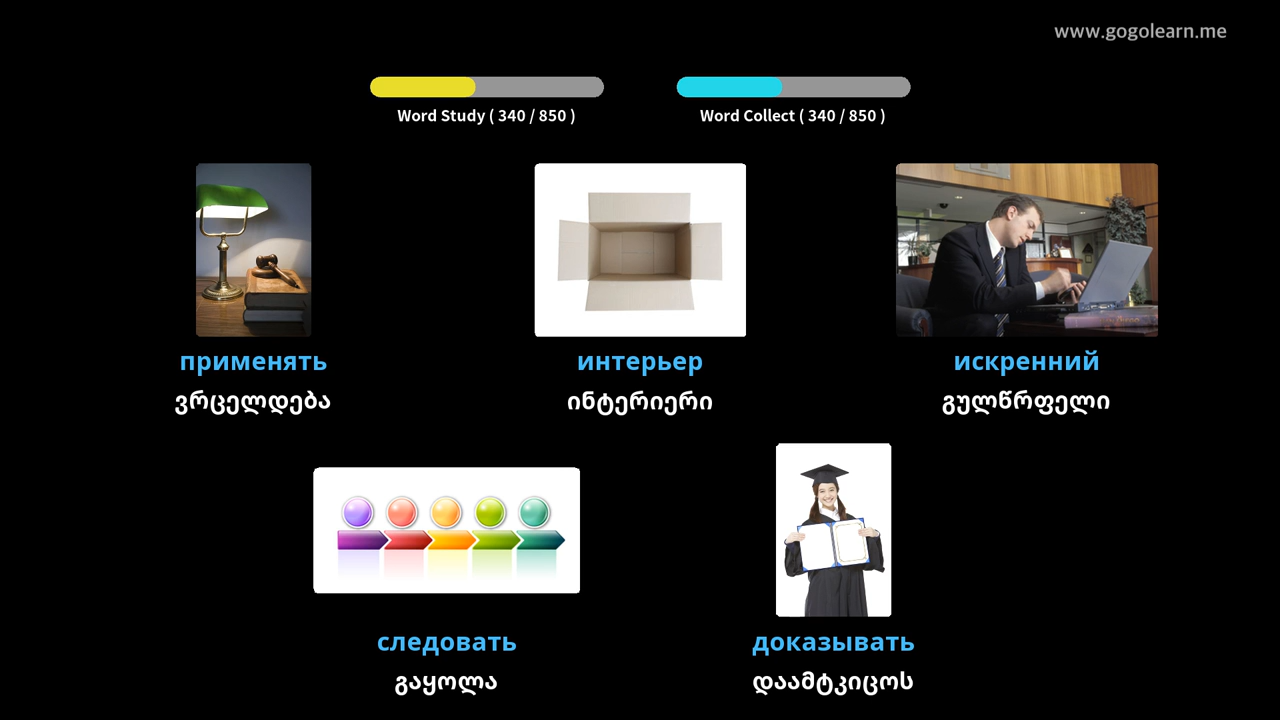 www.gogolearn.me
Word Study ( 340 / 850 )
Word Collect ( 340 / 850 )
применять
ვრცელდება
интерьер
ინტერიერი
искренний
გულწრფელი
следовать
გაყოლა
доказывать
დაამტკიცოს